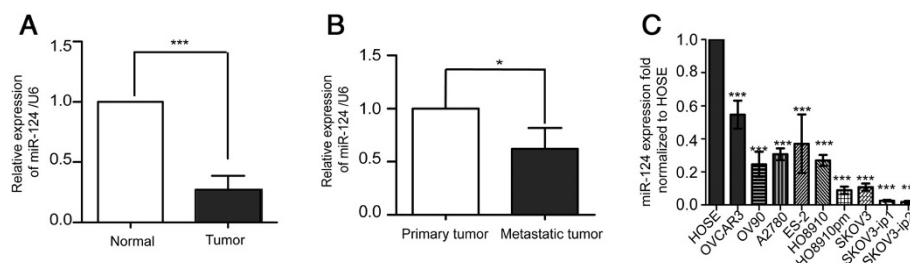 A
Relative expression
of miR-124 /U6
1.5
1.0
0.5
0.0
***
Normal
Tumor
B
Relative expression
of miR-124 /U6
1.5
1.0
0.5
0.0
*
Primary tumor
Metastatic tumor
C
miR-124 expression fold
normalized to HOSE
1.0
0.8
0.6
0.4
0.2
0.0
***
***
***
***
***
***
***
***
**
HOSE
OVCAR3
OV90
A2780
ES-2
HO8910
HO8910pm
SKOV3
SKOV3-ip1